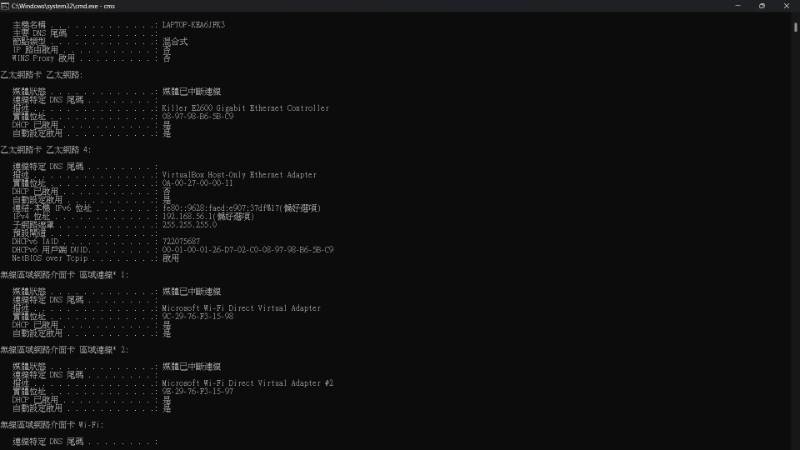 C:\Windows\system32\cmd.exe - cms
主機名稱 . . . . . . . . . . . . .: LAPTOP-KEA6JFK3
主要 DNS 尾碼 . . . . . . . . . .:
節點類型 . . . . . . . . . . . . .: 混合式
IP 路由啟用 . . . . . . . . . . .: 否
WINS Proxy 啟用 . . . . . . . . .: 否
乙太網路卡 乙太網路:
媒體狀態 . . . . . . . . . . . . .: 媒體已中斷連線
連線特定 DNS 尾碼 . . . . . . . . :
描述 . . . . . . . . . . . . . . .: Killer E2600 Gigabit Ethernet Controller
實體位址 . . . . . . . . . . . . .: 08-97-98-B6-5B-C9
DHCP 已啟用 . . . . . . . . . . .: 是
自動設定啟用 . . . . . . . . . . .: 是
乙太網路卡 乙太網路 4:
連線特定 DNS 尾碼 . . . . . . . . :
描述 . . . . . . . . . . . . . . .: VirtualBox Host-Only Ethernet Adapter
實體位址 . . . . . . . . . . . . .: 0A-00-27-00-00-11
DHCP 已啟用 . . . . . . . . . . .: 否
自動設定啟用 . . . . . . . . . . .: 是
連結-本機 IPv6 位址 . . . . . . . : fe80::9628:faed:e907:37df%17(偏好選項)
IPv4 位址 . . . . . . . . . . . . : 192.168.56.1(偏好選項)
子網路遮罩 . . . . . . . . . . . .: 255.255.255.0
預設閘道 . . . . . . . . . . . . .:
DHCPv6 IAID . . . . . . . . . . . : 722075687
DHCPv6 用戶端 DUID. . . . . . . . : 00-01-00-01-26-D7-02-C0-08-97-98-B6-5B-C9
NetBIOS over Tcpip . . . . . . . .: 啟用
無線區域網路介面卡 區域連線* 1:
媒體狀態 . . . . . . . . . . . . .: 媒體已中斷連線
連線特定 DNS 尾碼 . . . . . . . . :
描述 . . . . . . . . . . . . . . .: Microsoft Wi-Fi Direct Virtual Adapter
實體位址 . . . . . . . . . . . . .: 9C-29-76-F3-15-98
DHCP 已啟用 . . . . . . . . . . .: 是
自動設定啟用 . . . . . . . . . . .: 是
無線區域網路介面卡 區域連線* 2:
媒體狀態 . . . . . . . . . . . . .: 媒體已中斷連線
連線特定 DNS 尾碼 . . . . . . . . :
描述 . . . . . . . . . . . . . . .: Microsoft Wi-Fi Direct Virtual Adapter #2
實體位址 . . . . . . . . . . . . .: 9E-29-76-F3-15-97
DHCP 已啟用 . . . . . . . . . . .: 是
自動設定啟用 . . . . . . . . . . .: 是
無線區域網路介面卡 Wi-Fi:
連線特定 DNS 尾碼 . . . . . . . . :